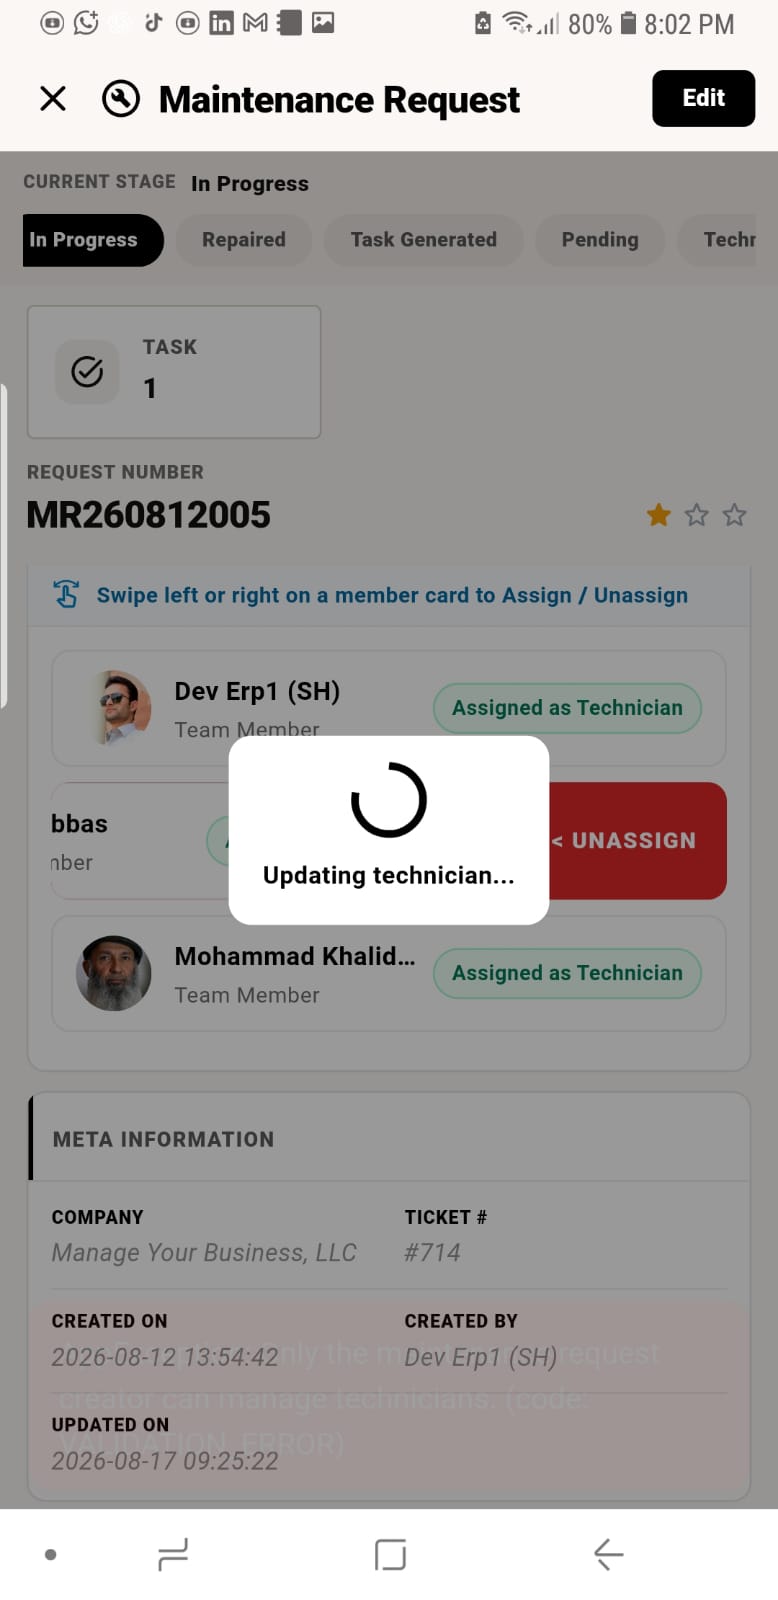 80% 8:02 PM
Maintenance Request
Edit
CURRENT STAGE In Progress
In Progress Repaired Task Generated Pending Techn
TASK
1
REQUEST NUMBER
MR260812005
Swipe left or right on a member card to Assign / Unassign
Dev Erp1 (SH)
Team Member
Assigned as Technician
bbas
nber
< UNASSIGN
Updating technician...
Mohammad Khalid...
Team Member
Assigned as Technician
META INFORMATION
COMPANY TICKET #
Manage Your Business, LLC #714
CREATED ON CREATED BY
2026-08-12 13:54:42 Dev Erp1 (SH)
only the request
creator can manage technicians. (code:
VALIDATION_ERROR)
UPDATED ON
2026-08-17 09:25:22